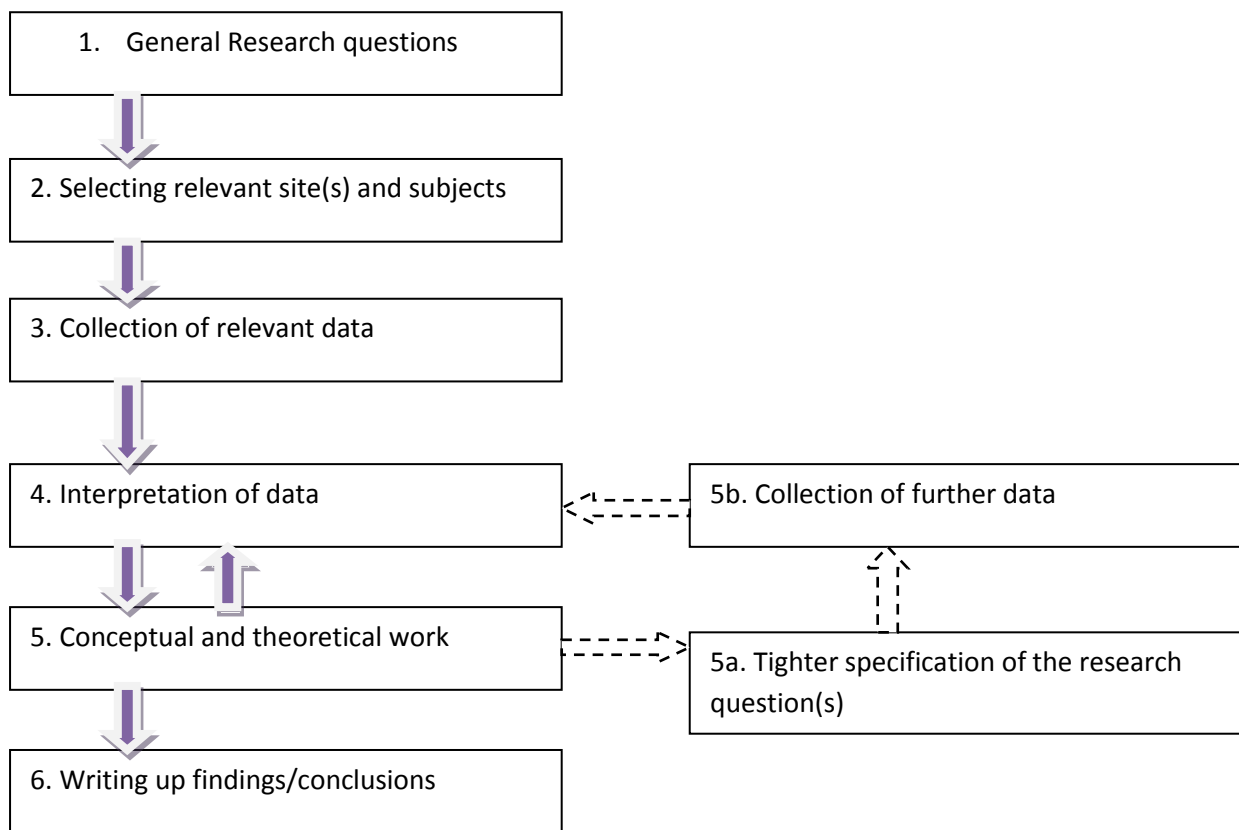 1. General Research questions
2. Selecting relevant site(s) and subjects
3. Collection of relevant data
4. Interpretation of data
5b. Collection of further data
5. Conceptual and theoretical work
5a. Tighter specification of the research
question(s)
6. Writing up findings/conclusions